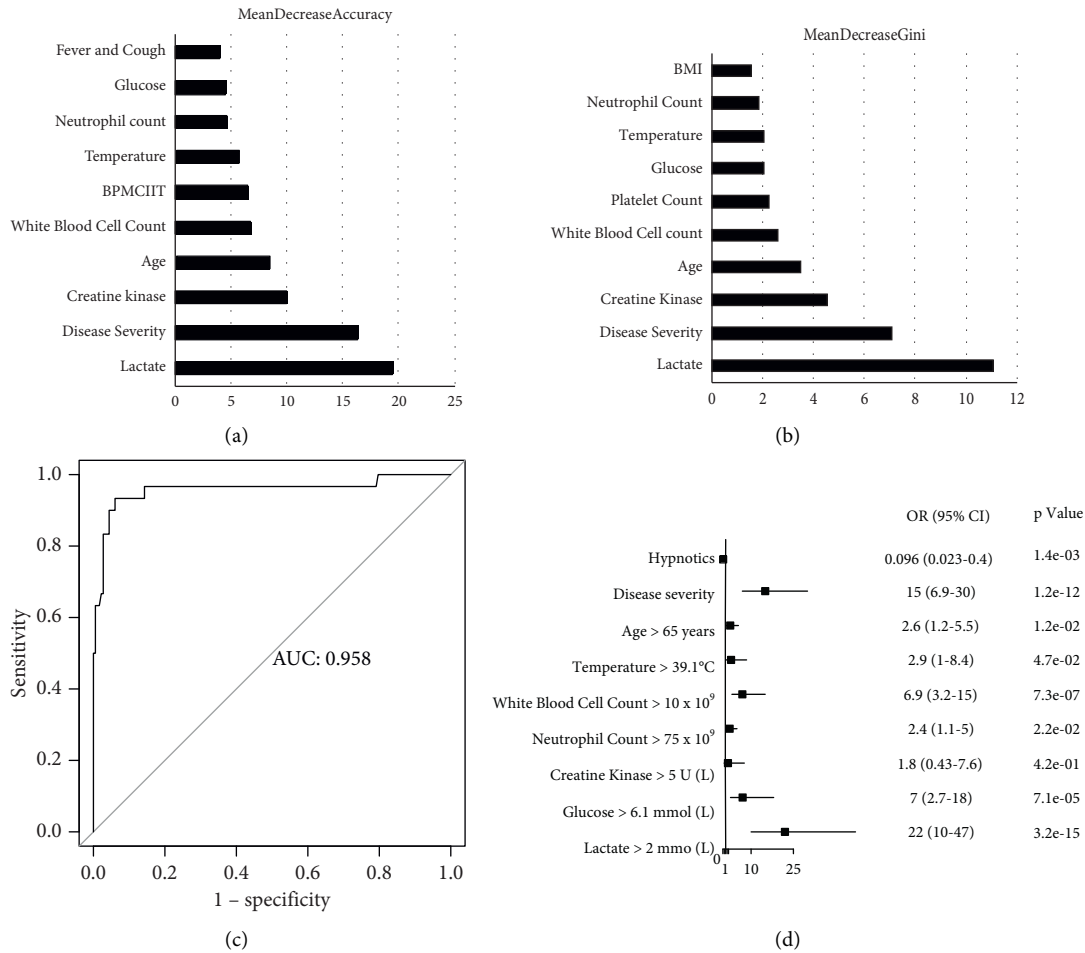 MeanDecreaseAccuracy
Fever and Cough
Glucose
Neutrophil count
Temperature
BPMCIIT
White Blood Cell Count
Age
Creatine kinase
Disease Severity
Lactate
0 5 10 15 20 25
(a)
MeanDecreaseGini
BMI
Neutrophil Count
Temperature
Glucose
Platelet Count
White Blood Cell count
Age
Creatine Kinase
Disease Severity
Lactate
0 2 4 6 8 10 12
(b)
Sensitivity
1.0
0.8
0.6
0.4
0.2
0.0
AUC: 0.958
0.0 0.2 0.4 0.6 0.8 1.0
1 – specificity
(c)
OR (95% CI) p Value
Hypnotics 0.096 (0.023-0.4) 1.4e-03
Disease severity 15 (6.9-30) 1.2e-12
Age > 65 years 2.6 (1.2-5.5) 1.2e-02
Temperature > 39.1°C 2.9 (1-8.4) 4.7e-02
White Blood Cell Count > 10 x 10⁹ 6.9 (3.2-15) 7.3e-07
Neutrophil Count > 75 x 10⁹ 2.4 (1.1-5) 2.2e-02
Creatine Kinase > 5 U (L) 1.8 (0.43-7.6) 4.2e-01
Glucose > 6.1 mmol (L) 7 (2.7-18) 7.1e-05
Lactate > 2 mmo (L) 22 (10-47) 3.2e-15
0 1 10 25
(d)